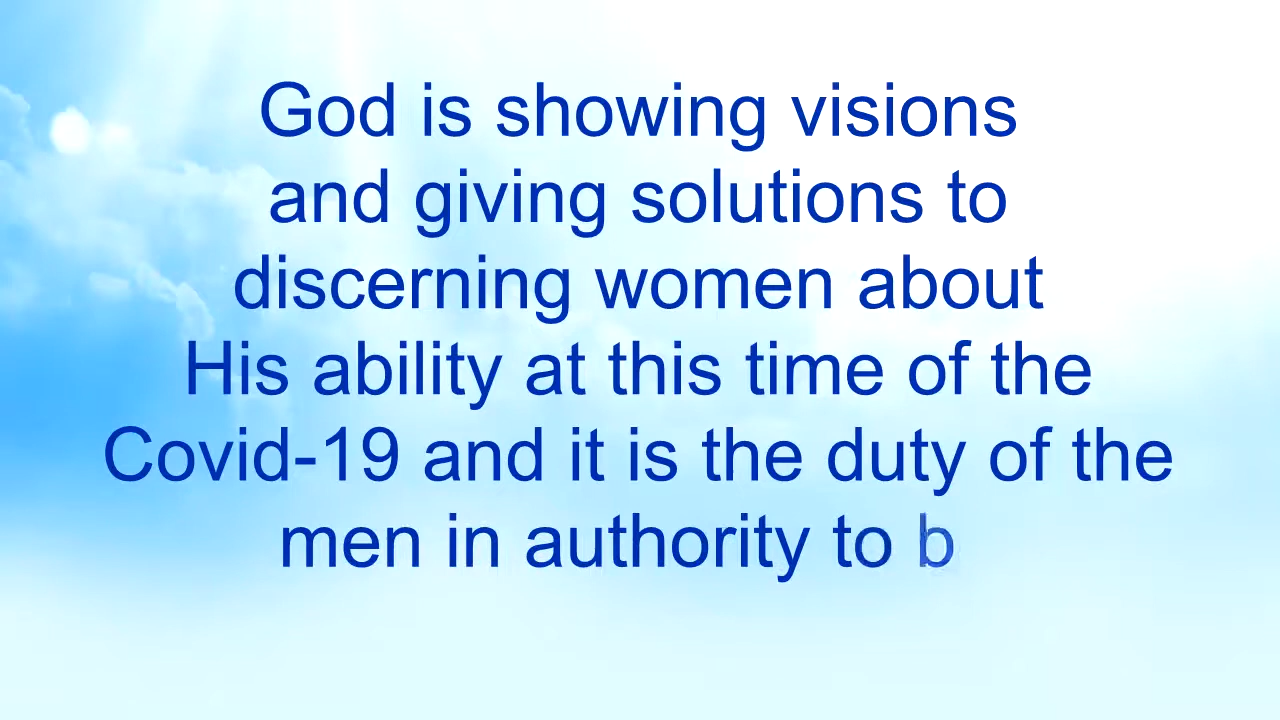 God is showing visions
and giving solutions to
discerning women about
His ability at this time of the
Covid-19 and it is the duty of the
men in authority to b